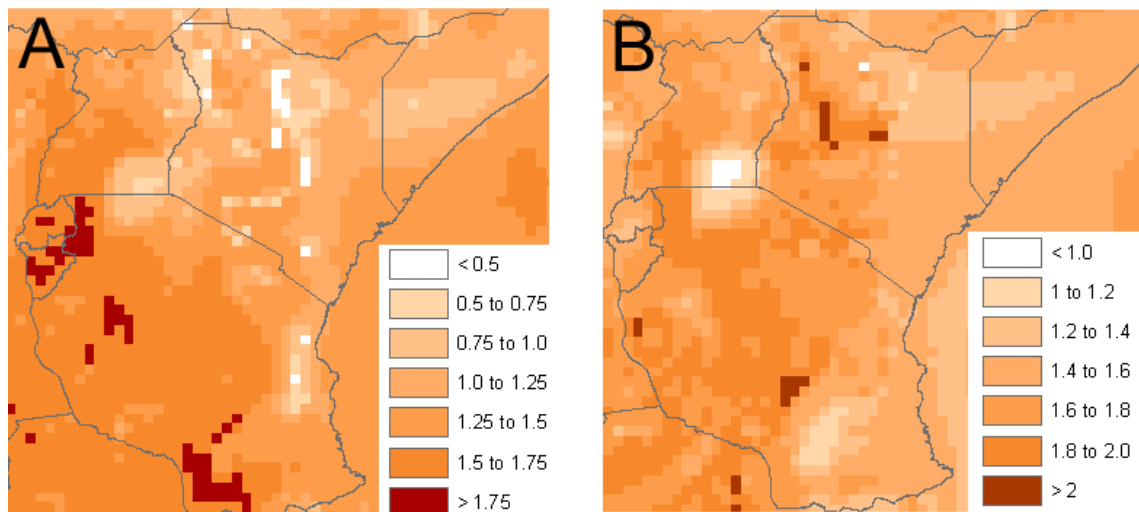 A
< 0.5
0.5 to 0.75
0.75 to 1.0
1.0 to 1.25
1.25 to 1.5
1.5 to 1.75
> 1.75
B
< 1.0
1 to 1.2
1.2 to 1.4
1.4 to 1.6
1.6 to 1.8
1.8 to 2.0
> 2